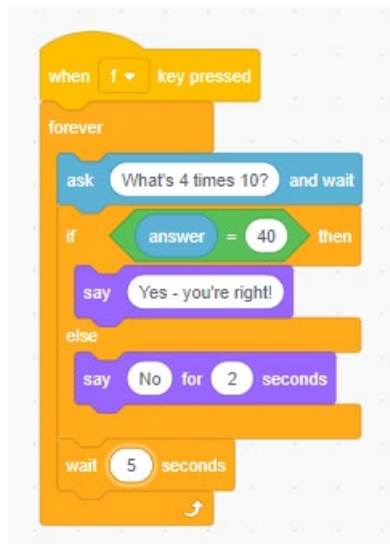 when f key pressed
forever
ask What's 4 times 10? and wait
if answer = 40 then
say Yes - you're right!
else
say No for 2 seconds
wait 5 seconds